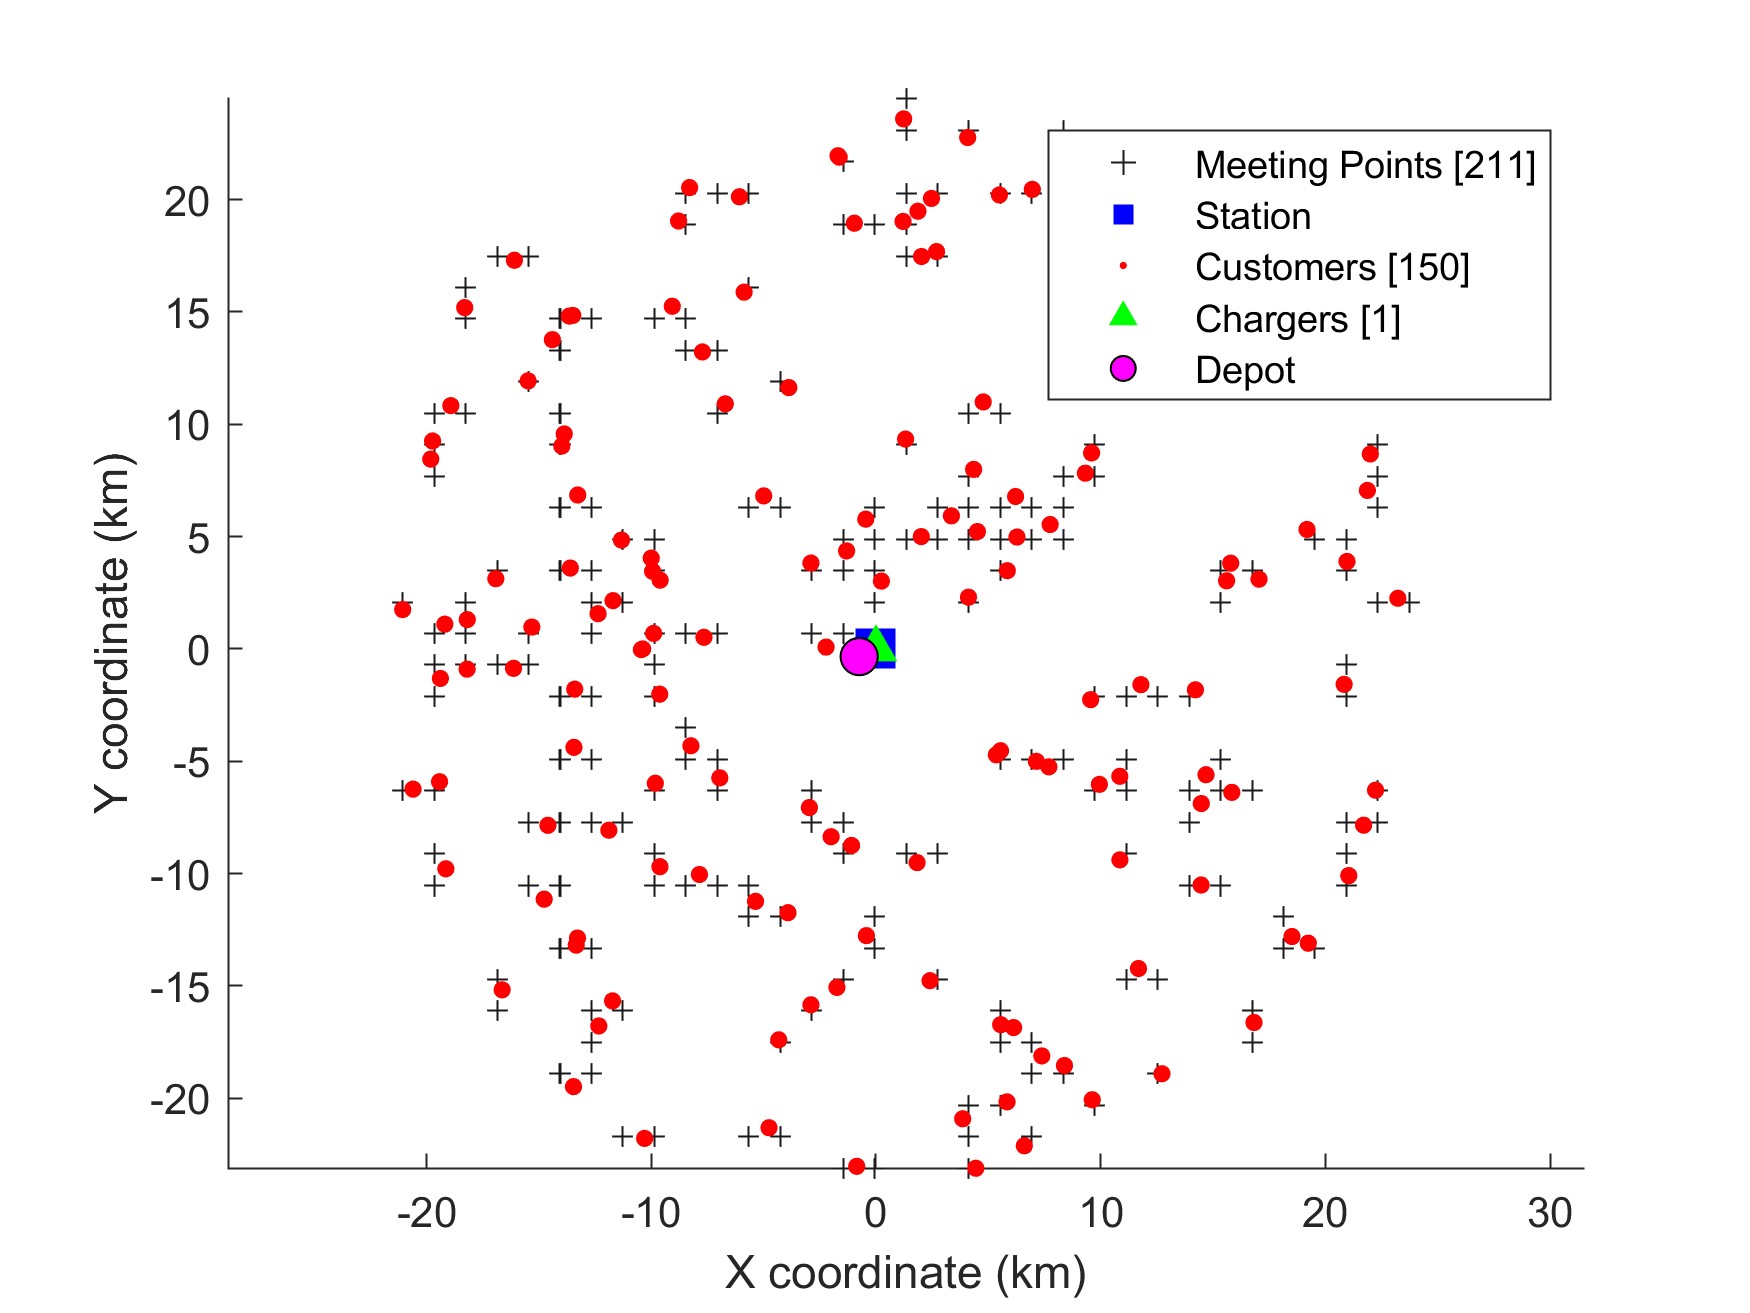 Meeting Points [211]
Station
Customers [150]
Chargers [1]
Depot
20
15
10
5
0
-5
-10
-15
-20
Y coordinate (km)
-20 -10 0 10 20 30
X coordinate (km)